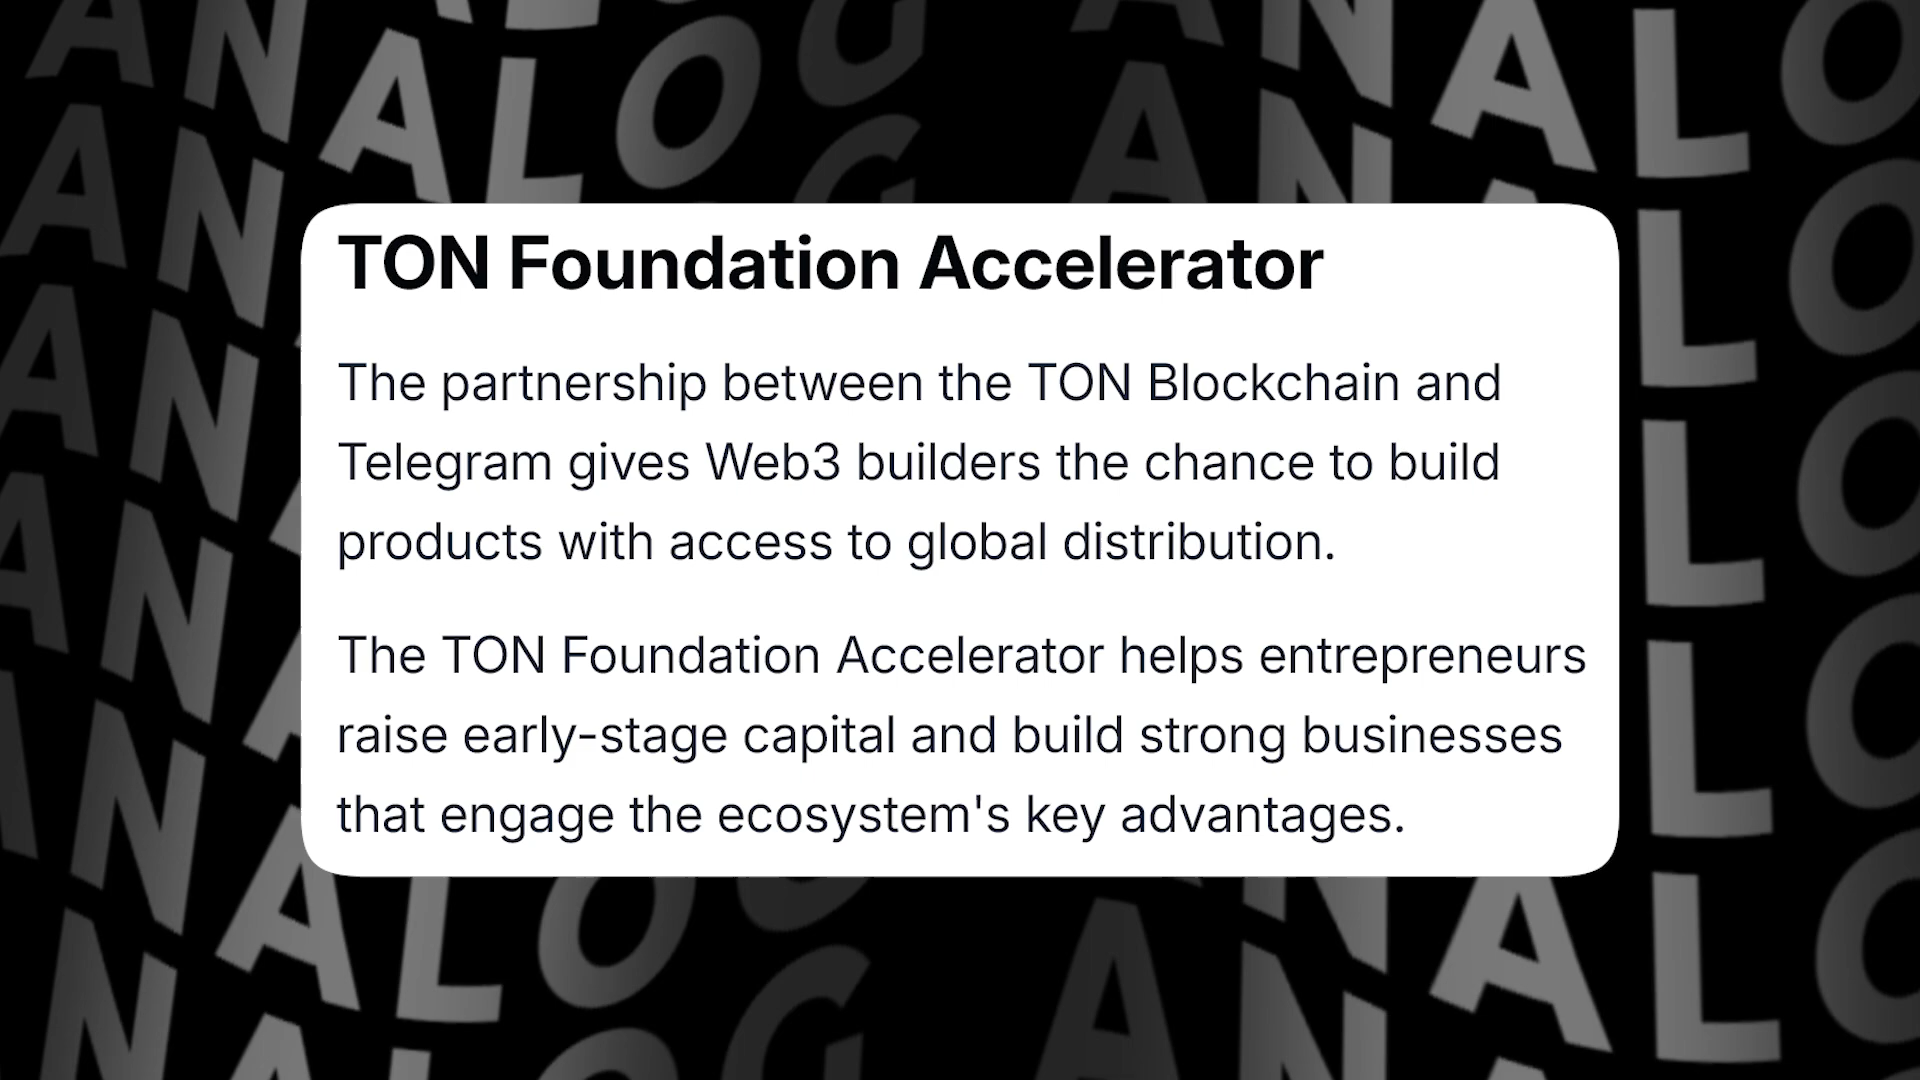 TON Foundation Accelerator
The partnership between the TON Blockchain and
Telegram gives Web3 builders the chance to build
products with access to global distribution.
The TON Foundation Accelerator helps entrepreneurs
raise early-stage capital and build strong businesses
that engage the ecosystem's key advantages.
ANALOG